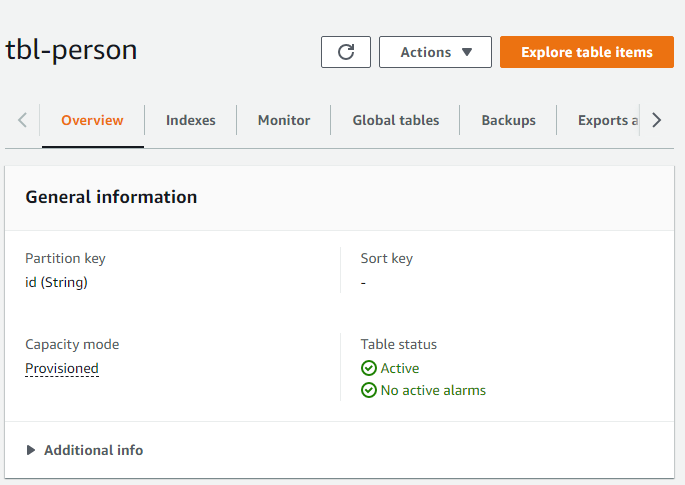 tbl-person
Actions
Explore table items
Overview Indexes Monitor Global tables Backups Exports a
General information
Partition key
id (String)
Sort key
-
Capacity mode
Provisioned
Table status
Active
No active alarms
Additional info